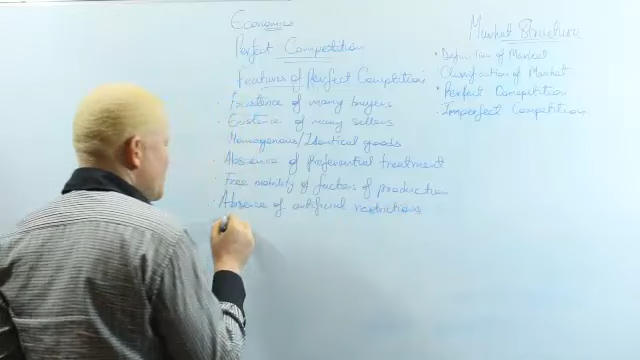 Economics
Perfect Competition
Features of Perfect Competition
· Existence of many buyers
· Existence of many sellers
Homogenous/Identical goods
· Absence of preferential treatment
· Free mobility of factors of production
· Absence of artificial restrictions
Market Structure
· Definition of Market
Classification of Market
· Perfect Competition
· Imperfect Competition